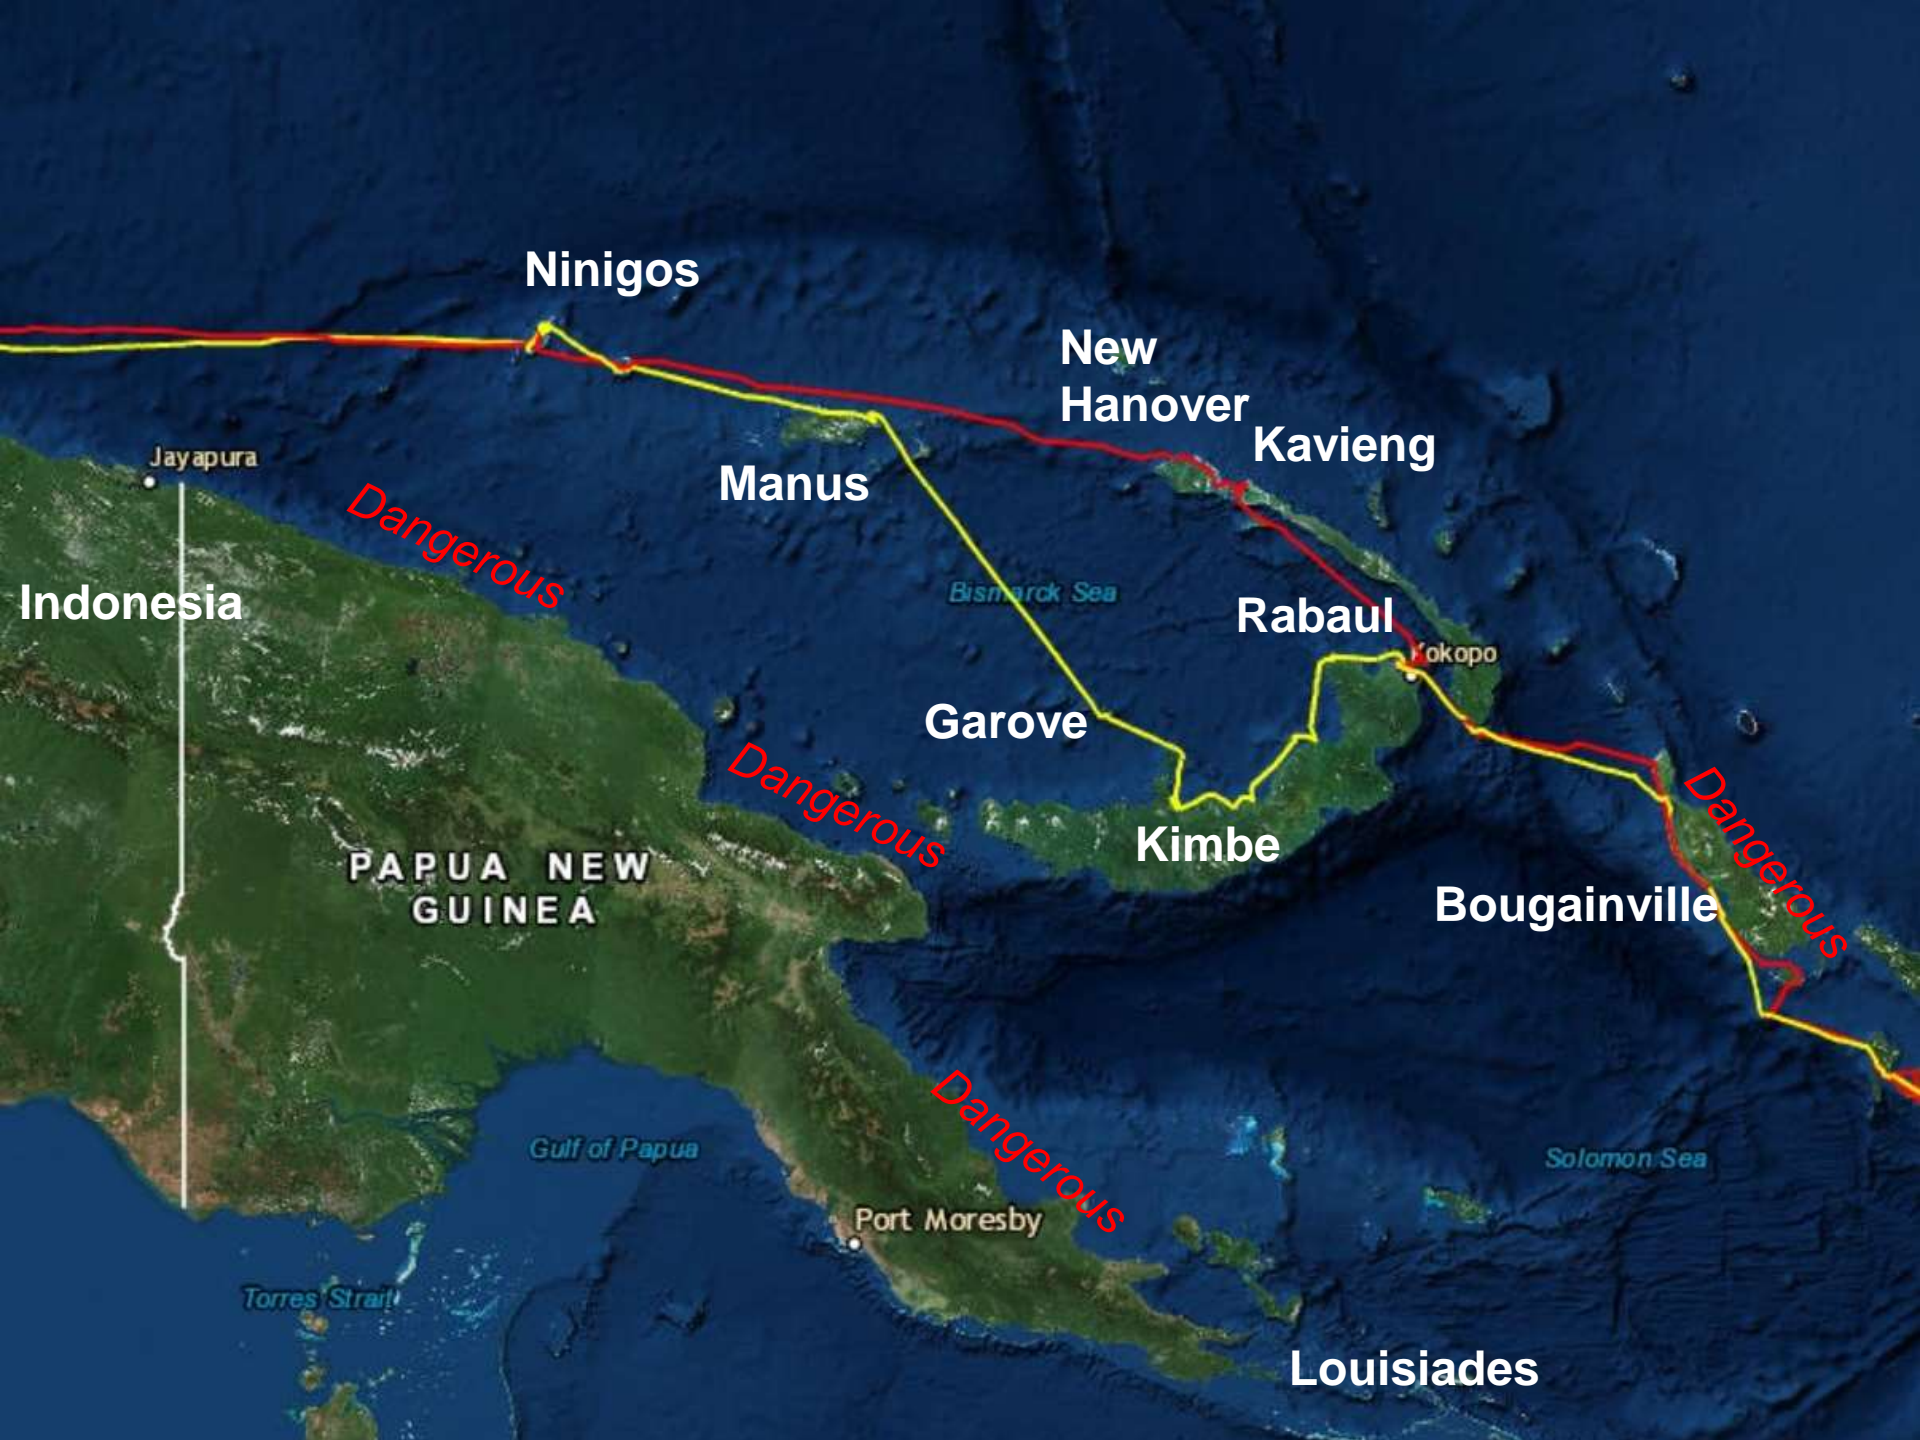 Ninigos
New
Hanover
Kavieng
Jayapura
Manus
Dangerous
Indonesia
Bismarck Sea
Rabaul
Kokopo
Garove
Dangerous
Dangerous
Kimbe
PAPUA NEW
GUINEA
Bougainville
Dangerous
Gulf of Papua
Solomon Sea
Port Moresby
Torres Strait
Louisiades